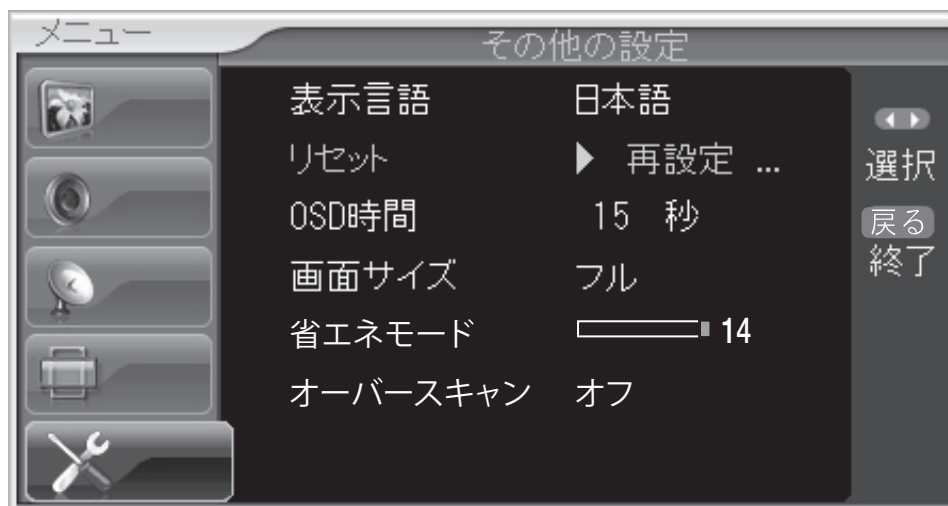 メニュー
その他の設定
表示言語 日本語
リセット ▶ 再設定 ...
OSD時間 15 秒
画面サイズ フル
省エネモード 14
オーバースキャン オフ
選択
戻る
終了